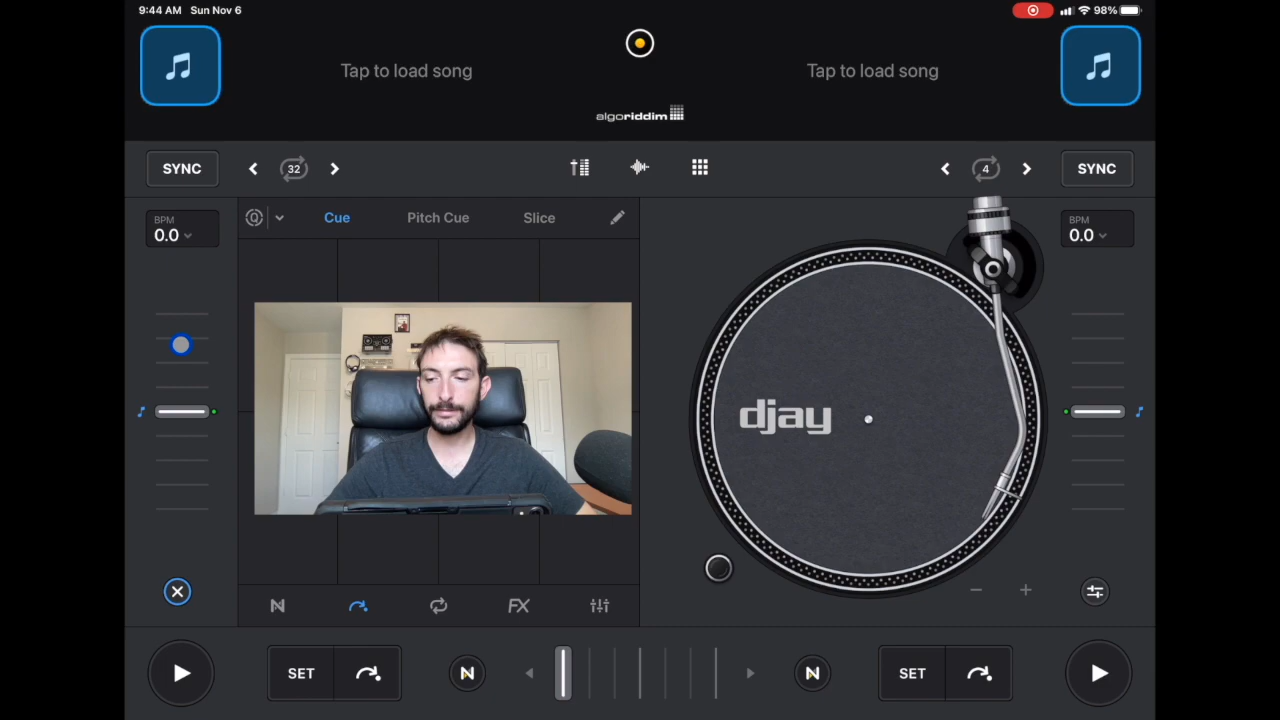 9:44 AM Sun Nov 6
98%
Tap to load song
Tap to load song
algoriddim
SYNC
32
4
SYNC
BPM
0.0
Cue
Pitch Cue
Slice
BPM
0.0
djay
FX
SET
SET